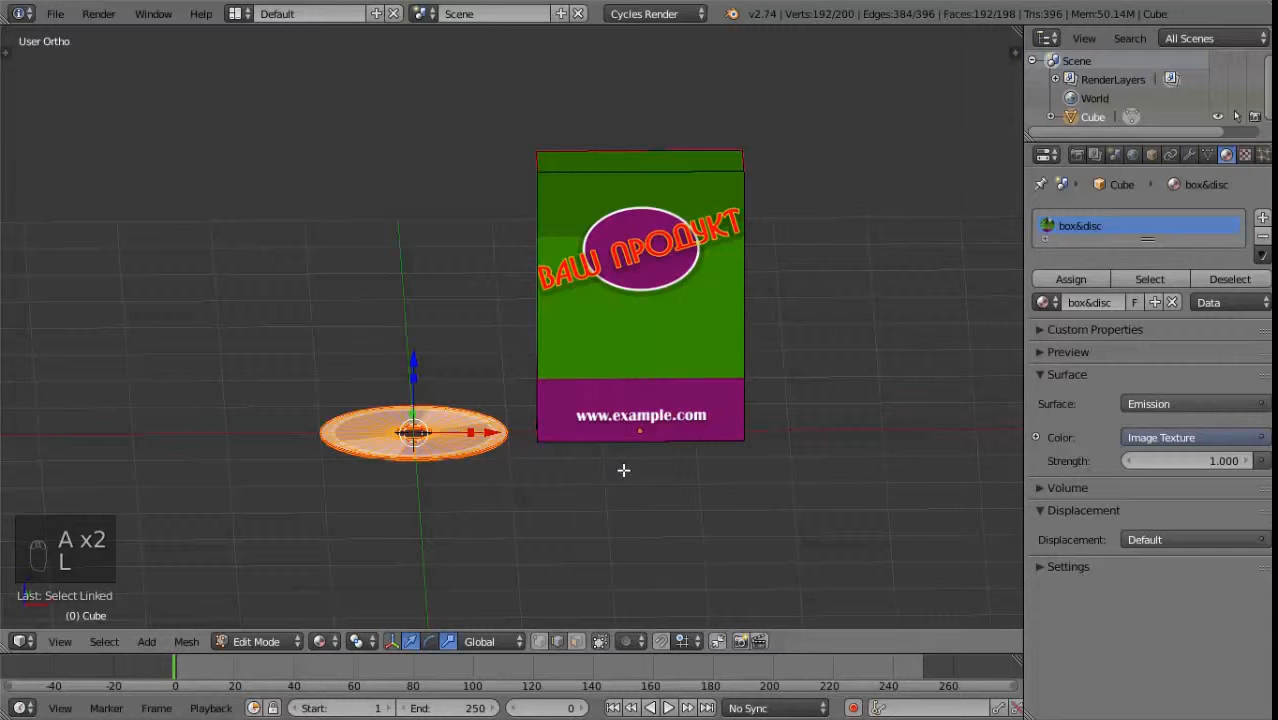 File Render Window Help Default Scene Cycles Render v2.74 | Verts:192/200 | Edges:384/396 | Faces:192/198 | Tris:396 | Mem:50.14M | Cube
User Ortho
View Search All Scenes
Scene
RenderLayers
World
Cube
Cube box&disc
box&disc
Assign Select Deselect
box&disc F Data
Custom Properties
Preview
Surface
Surface: Emission
Color: Image Texture
Strength: 1.000
Volume
Displacement
Displacement: Default
Settings
ВАШ ПРОДУКТ
www.example.com
A x2
L
Last: Select Linked
(0) Cube
View Select Add Mesh Edit Mode Global
-40 -20 0 20 40 60 80 100 120 140 160 180 200 220 240 260
View Marker Frame Playback Start: 1 End: 250 0 No Sync